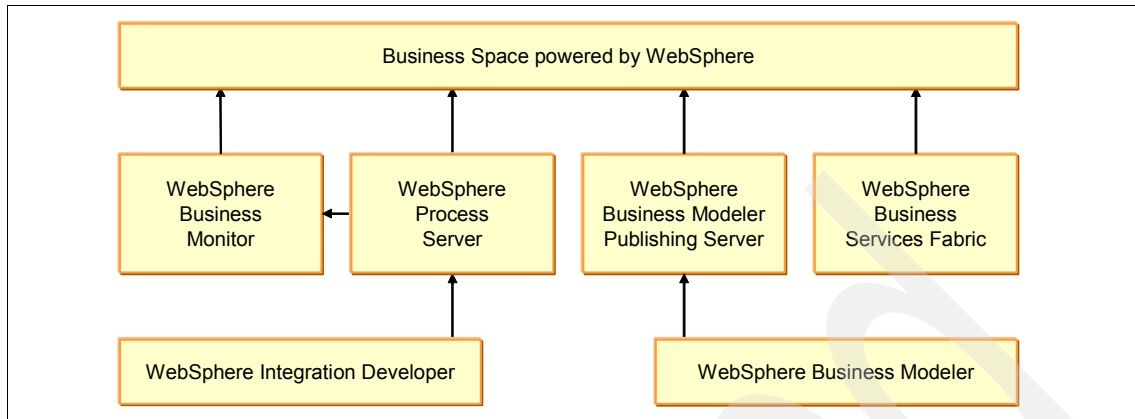 Business Space powered by WebSphere
WebSphere
Business
Monitor
WebSphere
Process
Server
WebSphere
Business Modeler
Publishing Server
WebSphere
Business
Services Fabric
WebSphere Integration Developer
WebSphere Business Modeler